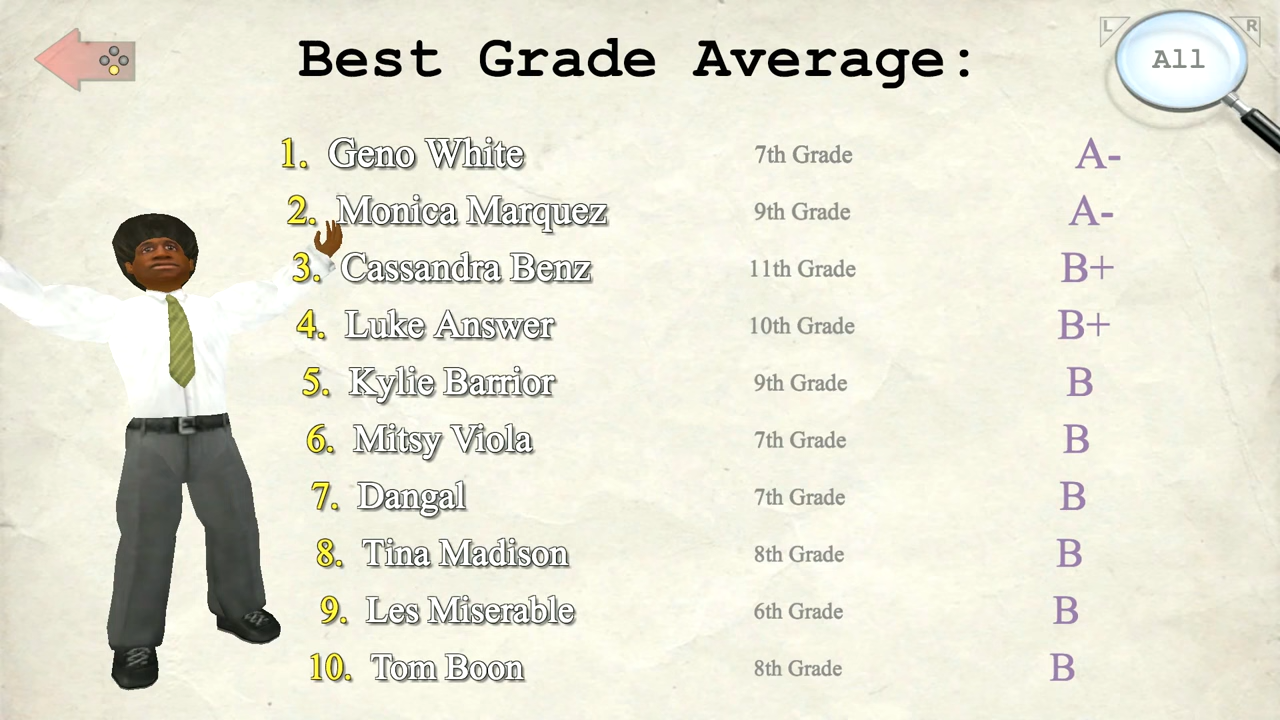 L
R
All
Best Grade Average:
1. Geno White 7th Grade A-
2. Monica Marquez 9th Grade A-
3. Cassandra Benz 11th Grade B+
4. Luke Answer 10th Grade B+
5. Kylie Barrior 9th Grade B
6. Mitsy Viola 7th Grade B
7. Dangal 7th Grade B
8. Tina Madison 8th Grade B
9. Les Miserable 6th Grade B
10. Tom Boon 8th Grade B